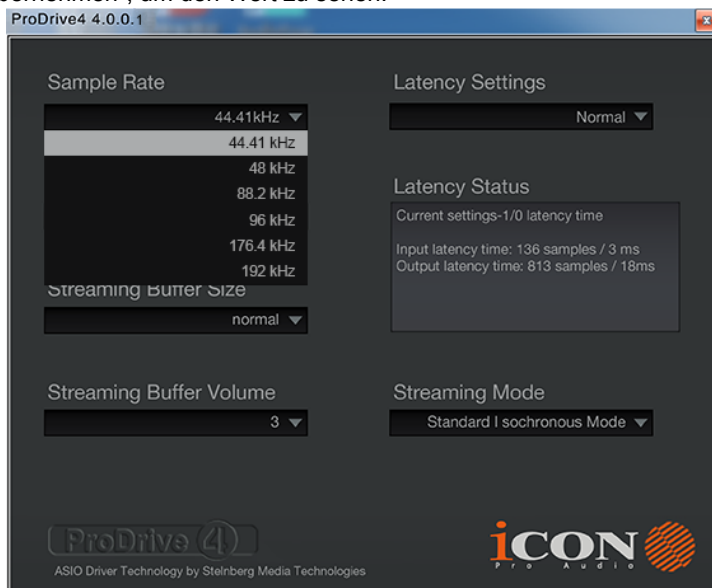 ProDrive4 4.0.0.1
x
Sample Rate
44.41kHz
44.41 kHz
48 kHz
88.2 kHz
96 kHz
176.4 kHz
192 kHz
Streaming Buffer Size
normal
Streaming Buffer Volume
3
Latency Settings
Normal
Latency Status
Current settings-1/0 latency time
Input latency time: 136 samples / 3 ms
Output latency time: 813 samples / 18ms
Streaming Mode
Standard I sochronous Mode
ProDrive 4
ASIO Driver Technology by Steinberg Media Technologies
iCON
Pro Audio